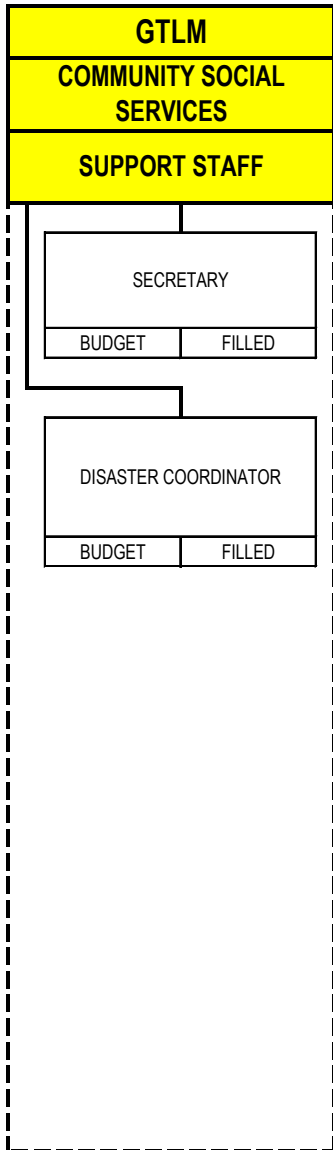 GTLM
COMMUNITY SOCIAL
SERVICES
SUPPORT STAFF
SECRETARY
BUDGET FILLED
DISASTER COORDINATOR
BUDGET FILLED